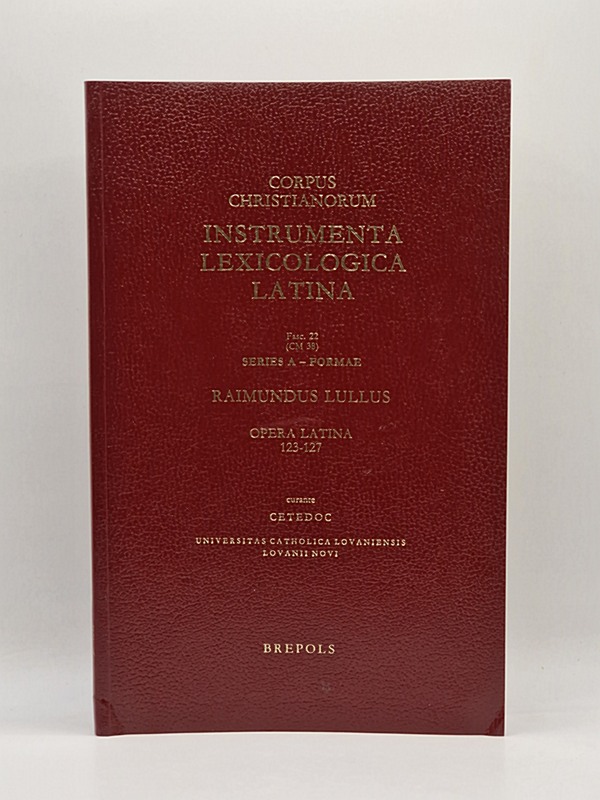 CORPUS
CHRISTIANORUM
INSTRUMENTA
LEXICOLOGICA
LATINA
Fasc. 22
(CM 38)
SERIES A – FORMAE
RAIMUNDUS LULLUS
OPERA LATINA
123-127
curante
CETEDOC
UNIVERSITAS CATHOLICA LOVANIENSIS
LOVANII NOVI
BREPOLS